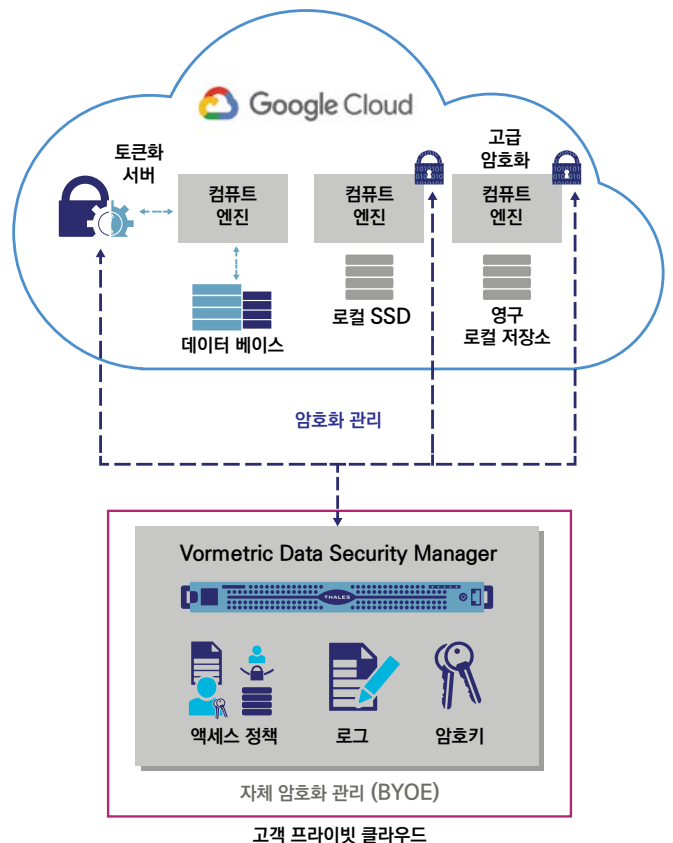 Google Cloud
토큰화
서버
컴퓨트
엔진
데이터 베이스
컴퓨트
엔진
로컬 SSD
고급
암호화
컴퓨트
엔진
영구
로컬 저장소
암호화 관리
Vormetric Data Security Manager
THALES
액세스 정책
로그
암호키
자체 암호화 관리 (BYOE)
고객 프라이빗 클라우드